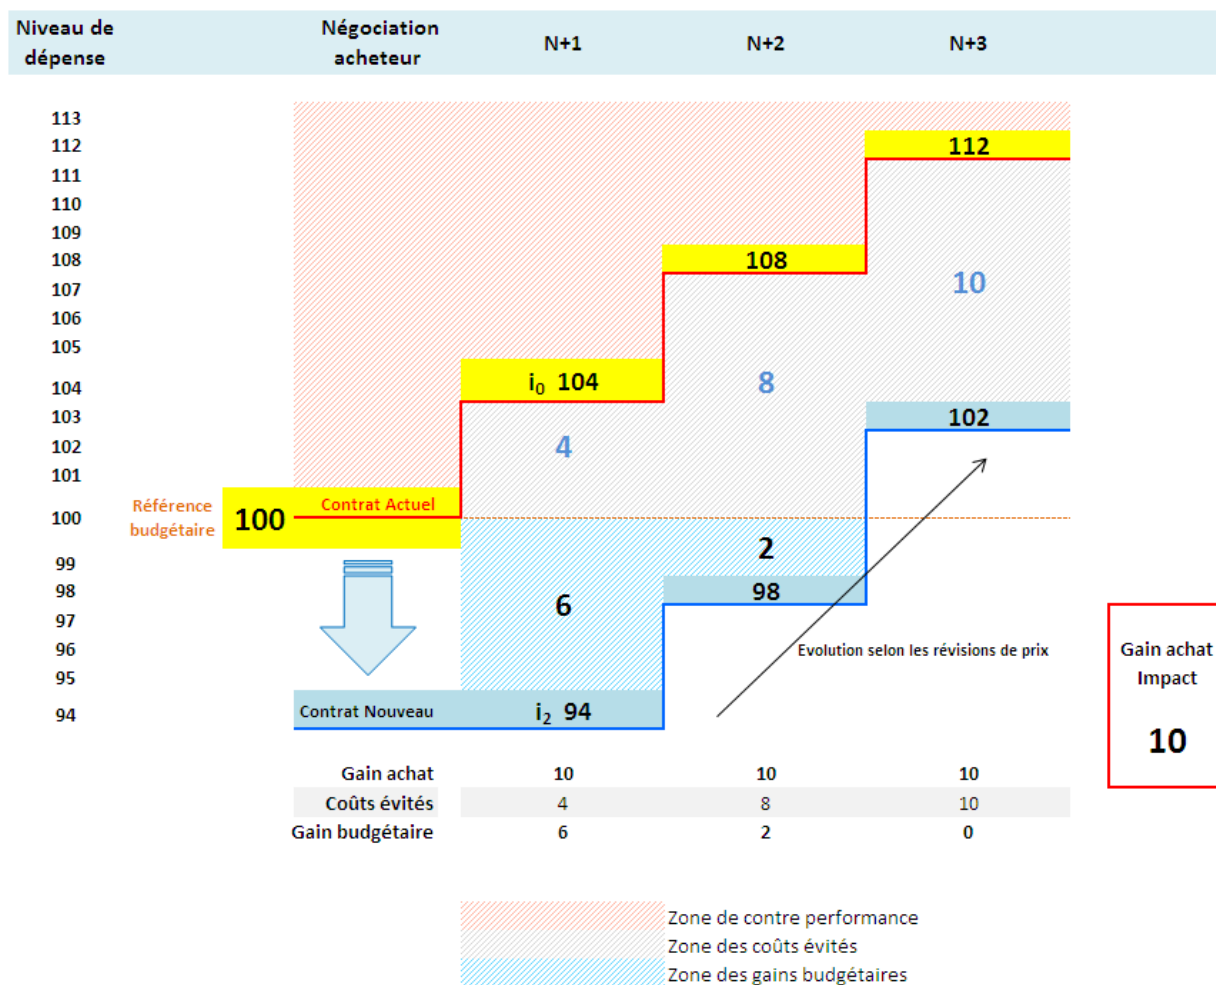 Niveau de dépense
Négociation acheteur
N+1
N+2
N+3
113
112
112
111
110
109
108
108
107
10
106
105
104
i₀ 104
8
103
102
102
4
101
Référence budgétaire
100
Contrat Actuel
100
99
2
98
98
6
97
96
Evolution selon les révisions de prix
95
94
Contrat Nouveau
i₂ 94
Gain achat
Impact
10
Gain achat 10 10 10
Coûts évités 4 8 10
Gain budgétaire 6 2 0
Zone de contre performance
Zone des coûts évités
Zone des gains budgétaires